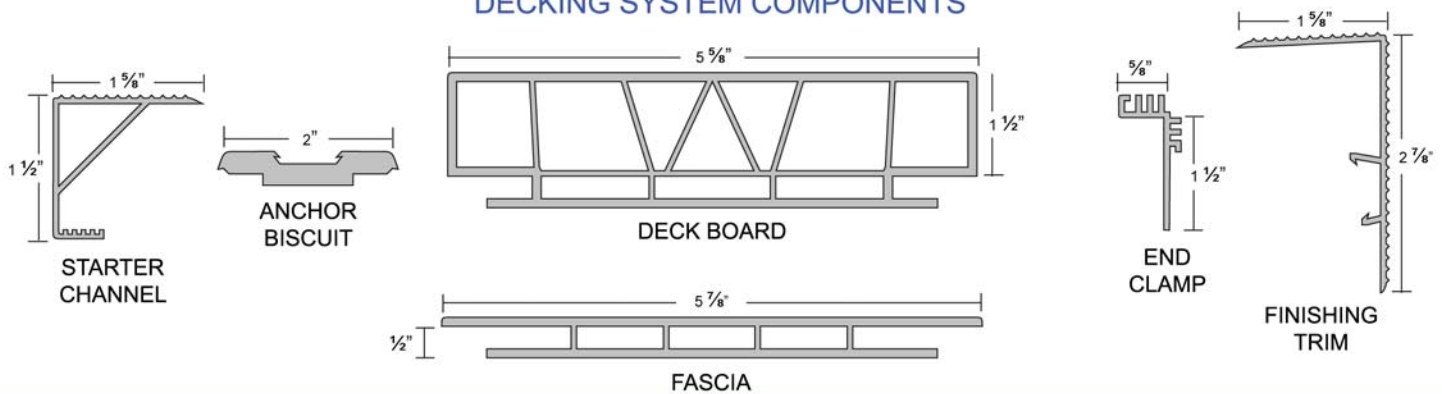 DECKING SYSTEM COMPONENTS
1 ⅝"
1 ½"
STARTER
CHANNEL
2"
ANCHOR
BISCUIT
5 ⅝"
1 ½"
DECK BOARD
5 ⅞"
½"
FASCIA
⅝"
1 ½"
END
CLAMP
1 ⅝"
2 ⅞"
FINISHING
TRIM